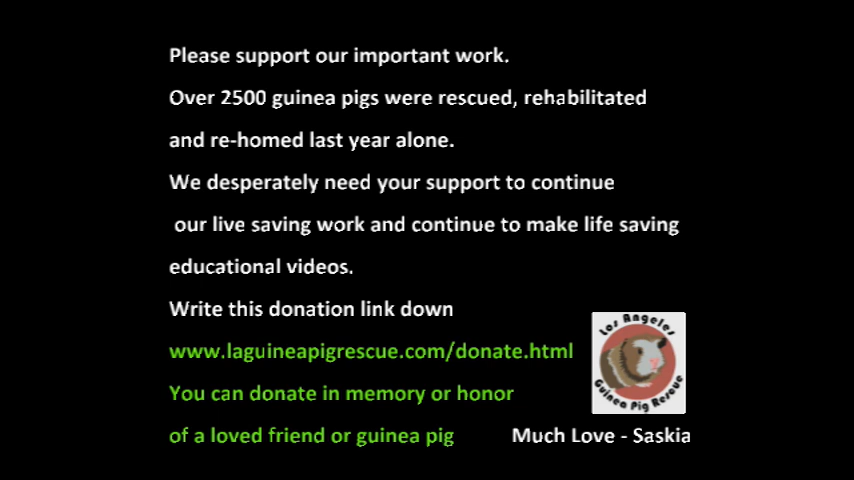 Please support our important work.
Over 2500 guinea pigs were rescued, rehabilitated
and re-homed last year alone.
We desperately need your support to continue
our live saving work and continue to make life saving
educational videos.
Write this donation link down
www.laguineapigrescue.com/donate.html
You can donate in memory or honor
of a loved friend or guinea pig
Los Angeles
Guinea Pig Rescue
Much Love - Saskia